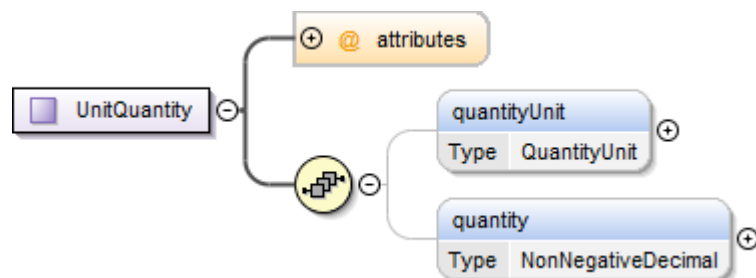 @ attributes
UnitQuantity
quantityUnit
Type QuantityUnit
quantity
Type NonNegativeDecimal